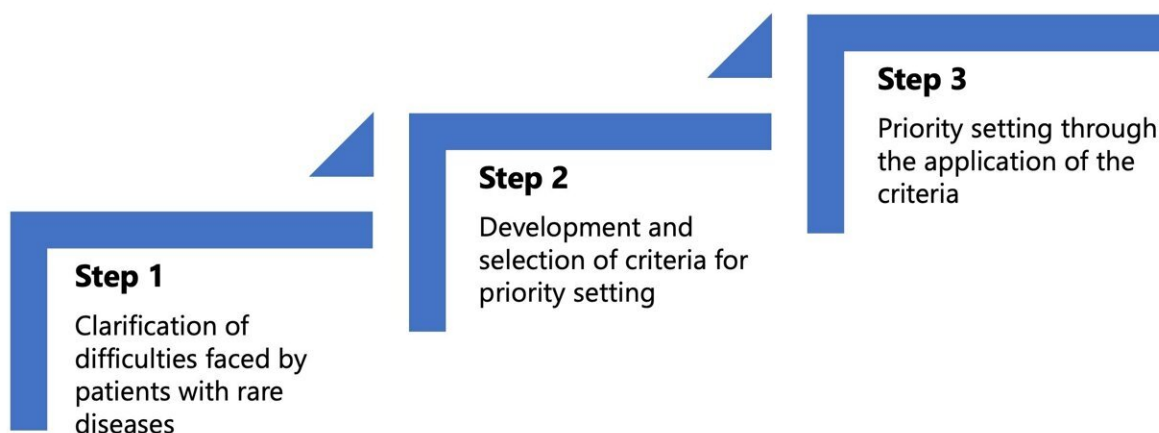 Step 1
Clarification of
difficulties faced by
patients with rare
diseases
Step 2
Development and
selection of criteria for
priority setting
Step 3
Priority setting through
the application of the
criteria